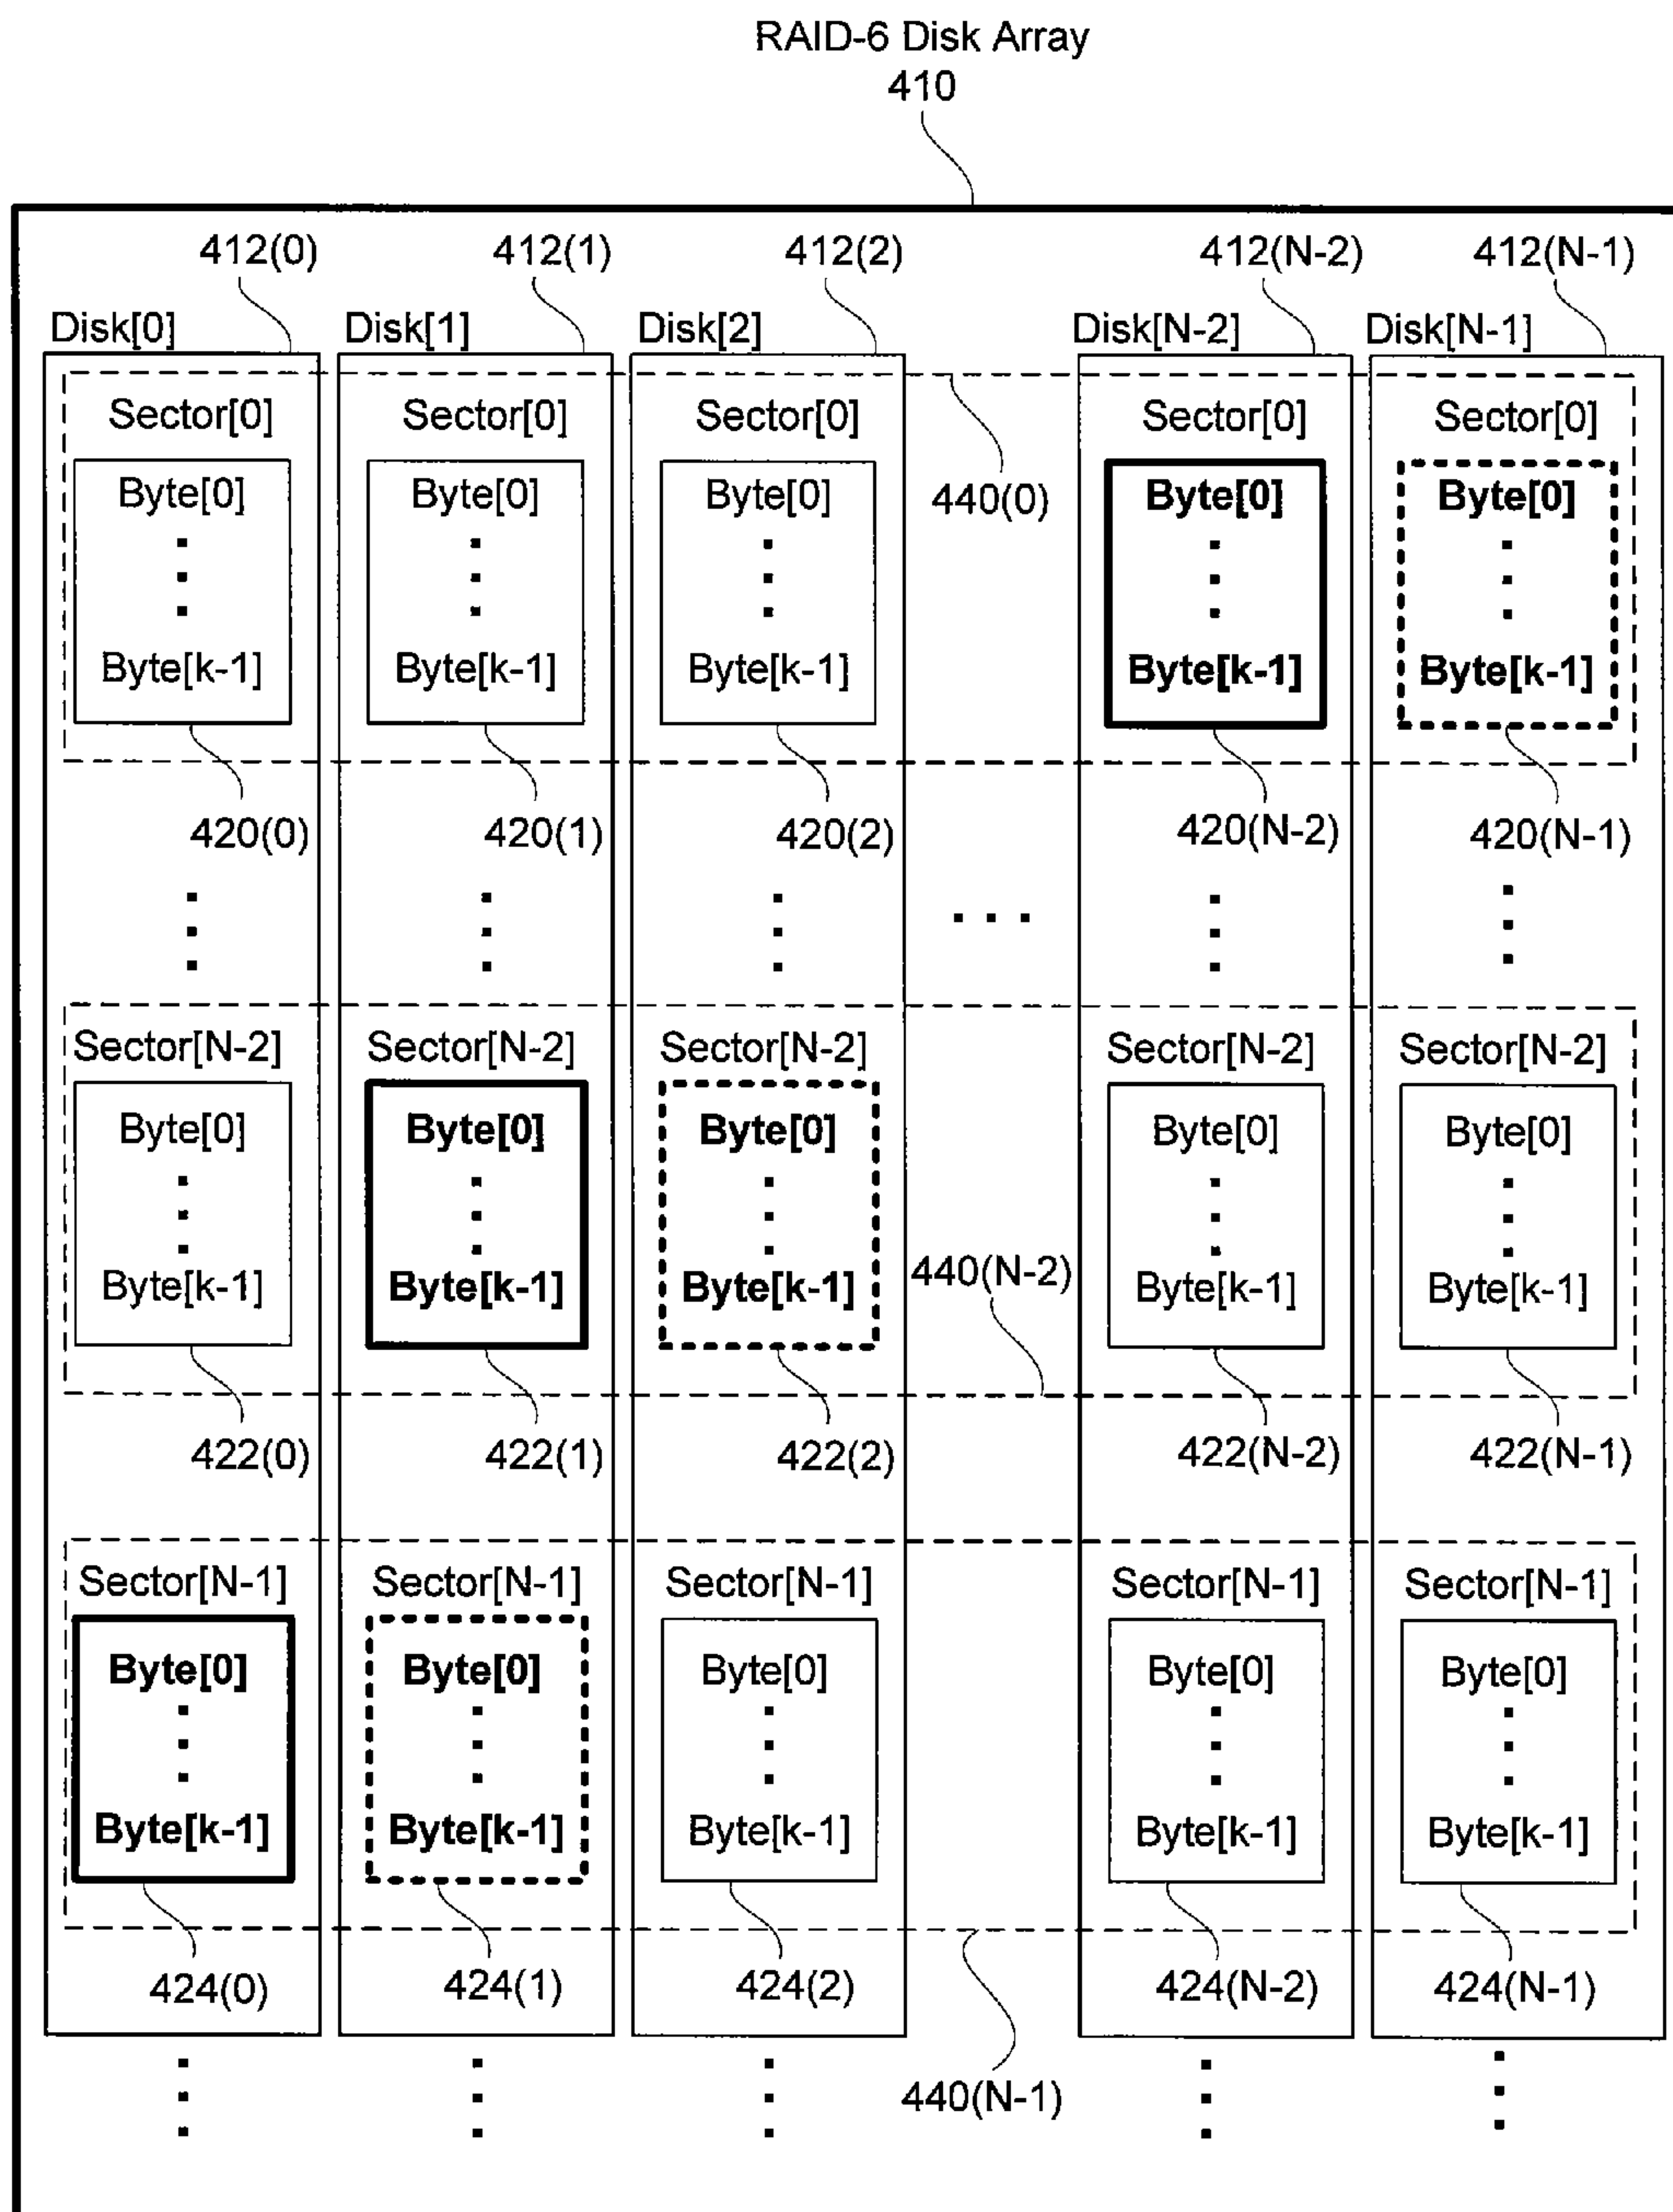 RAID-6 Disk Array
410
412(0) 412(1) 412(2) 412(N-2) 412(N-1)
Disk[0] Disk[1] Disk[2] Disk[N-2] Disk[N-1]
Sector[0] Sector[0] Sector[0] Sector[0] Sector[0]
Byte[0] Byte[0] Byte[0] 440(0) Byte[0] Byte[0]
Byte[k-1] Byte[k-1] Byte[k-1] Byte[k-1] Byte[k-1]
420(0) 420(1) 420(2) 420(N-2) 420(N-1)
Sector[N-2] Sector[N-2] Sector[N-2] Sector[N-2] Sector[N-2]
Byte[0] Byte[0] Byte[0] Byte[0] Byte[0]
Byte[k-1] Byte[k-1] Byte[k-1] 440(N-2) Byte[k-1] Byte[k-1]
422(0) 422(1) 422(2) 422(N-2) 422(N-1)
Sector[N-1] Sector[N-1] Sector[N-1] Sector[N-1] Sector[N-1]
Byte[0] Byte[0] Byte[0] Byte[0] Byte[0]
Byte[k-1] Byte[k-1] Byte[k-1] Byte[k-1] Byte[k-1]
424(0) 424(1) 424(2) 424(N-2) 424(N-1)
440(N-1)